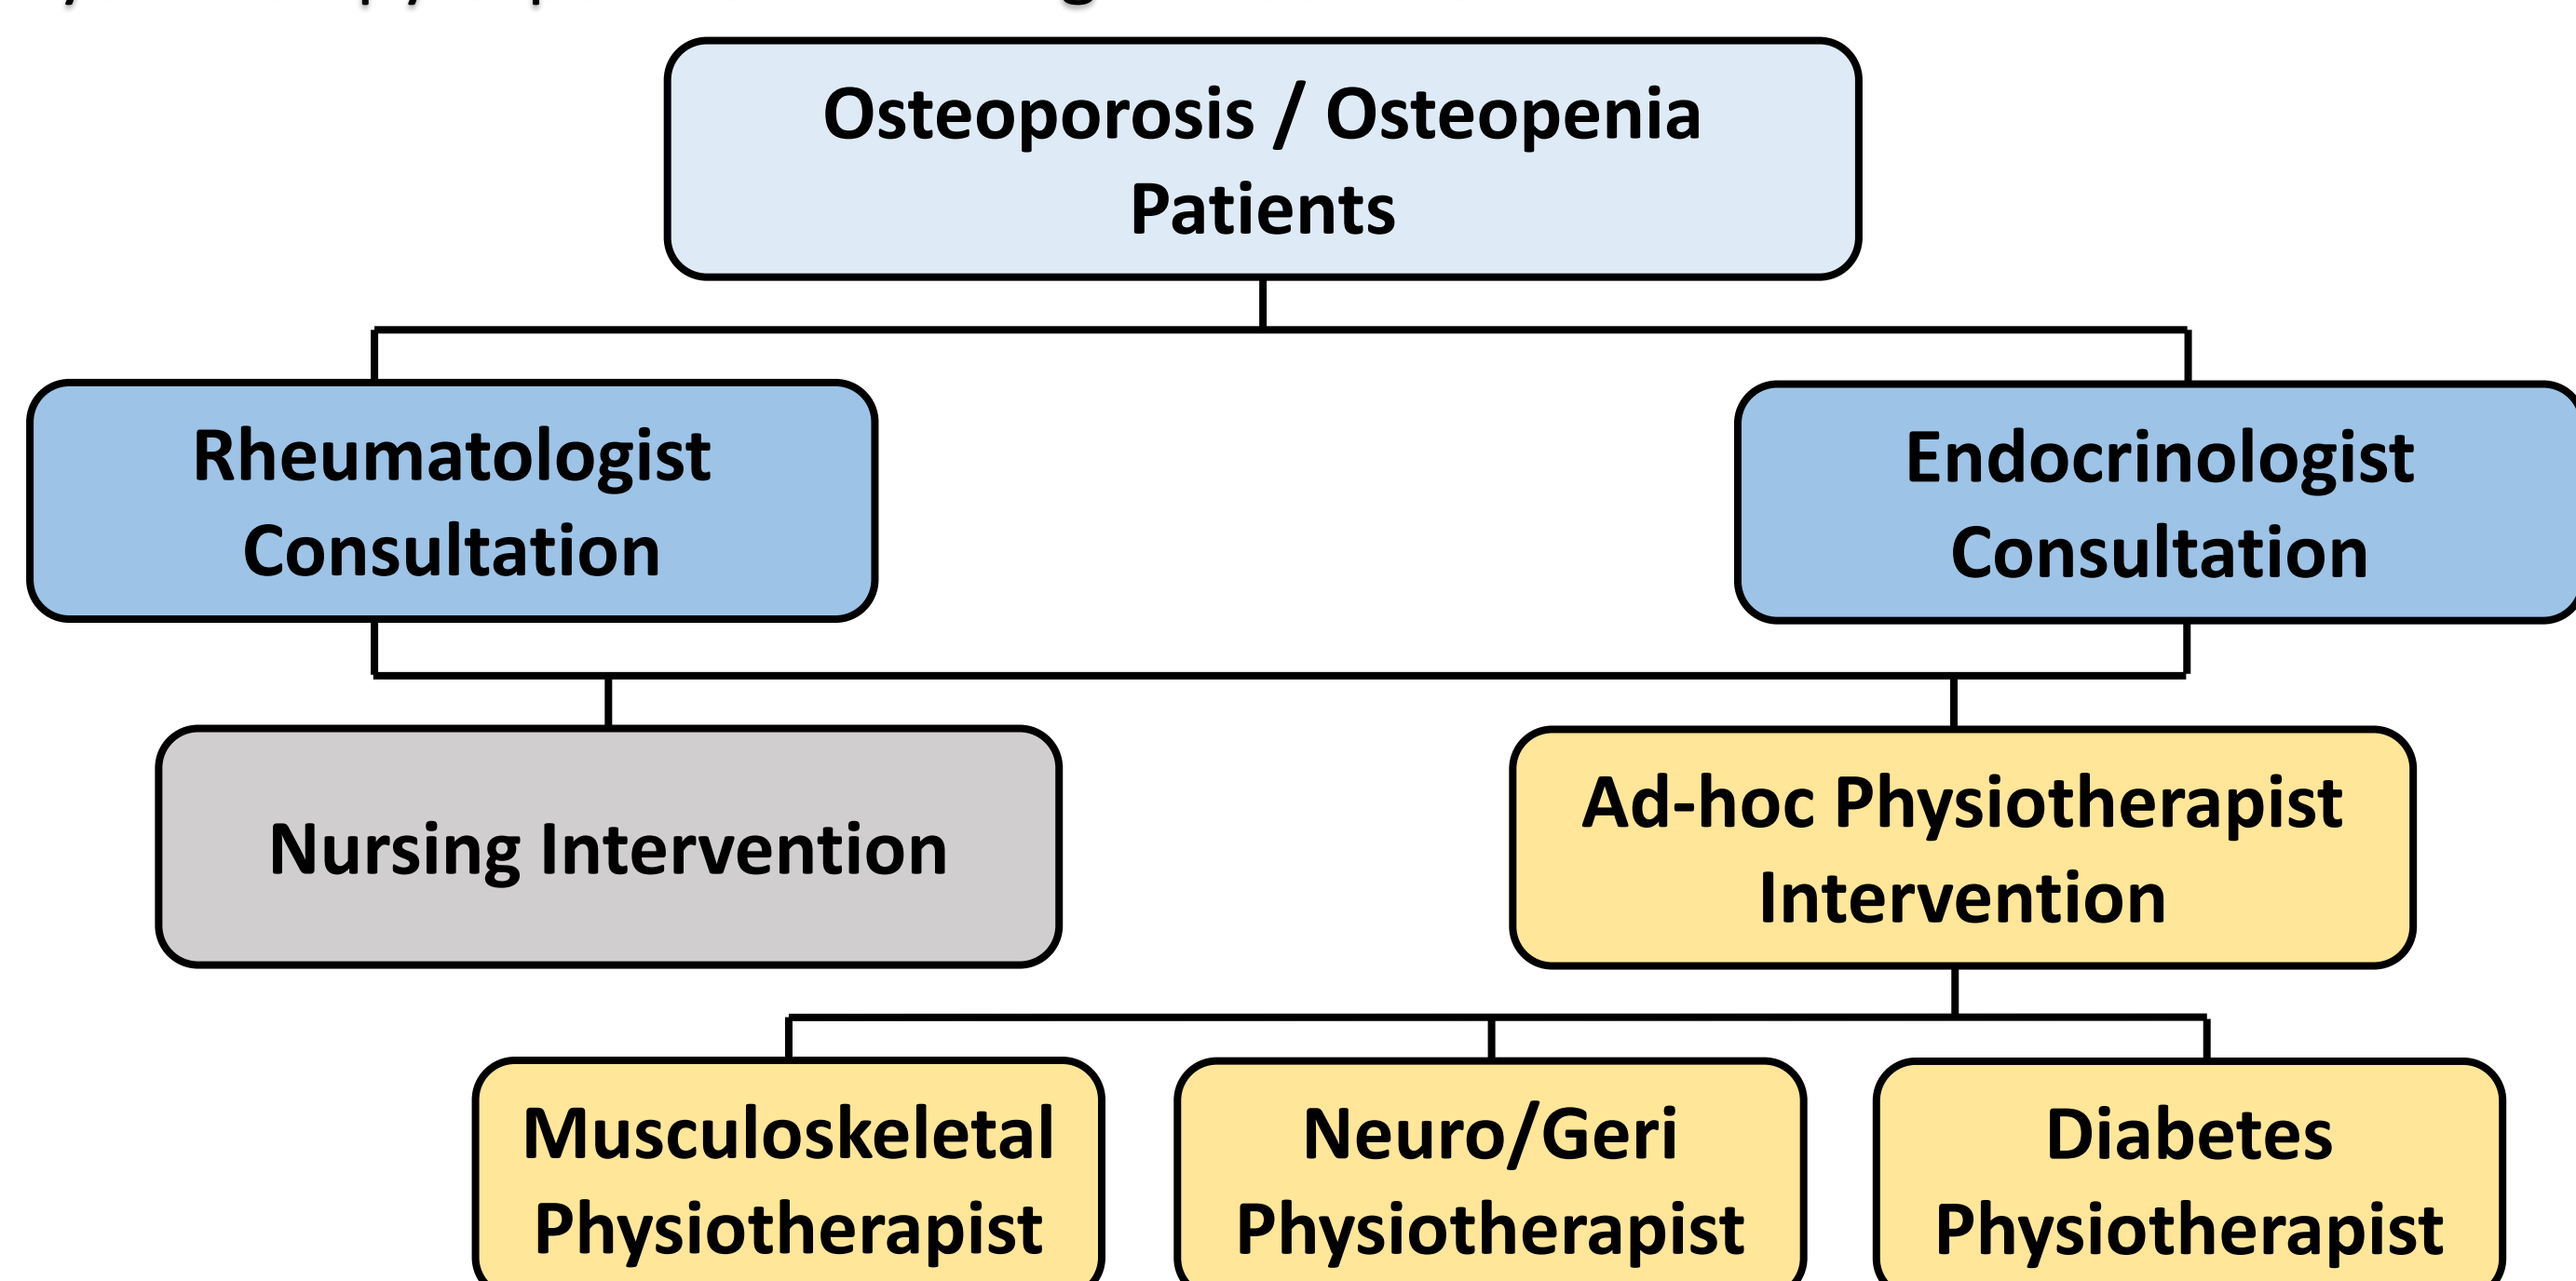 Osteoporosis / Osteopenia
Patients
Rheumatologist
Consultation
Endocrinologist
Consultation
Nursing Intervention
Ad-hoc Physiotherapist
Intervention
Musculoskeletal
Physiotherapist
Neuro/Geri
Physiotherapist
Diabetes
Physiotherapist